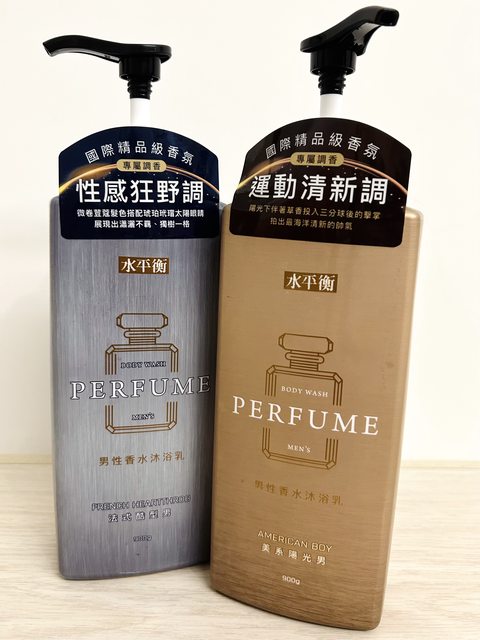 國際精品級香氛
專屬調香
性感狂野調
微卷蓬鬆髮色搭配琥珀玳瑁太陽眼睛
展現出瀟灑不羈、獨樹一格
水平衡
BODY WASH
PERFUME
MEN'S
男性香水沐浴乳
FRENCH HEARTTHROB
法式酷型男
900g
國際精品級香氛
專屬調香
運動清新調
陽光下伴著草香投入三分球後的擊掌
拍出最海洋清新的帥氣
水平衡
BODY WASH
PERFUME
MEN'S
男性香水沐浴乳
AMERICAN BOY
美系陽光男
900g